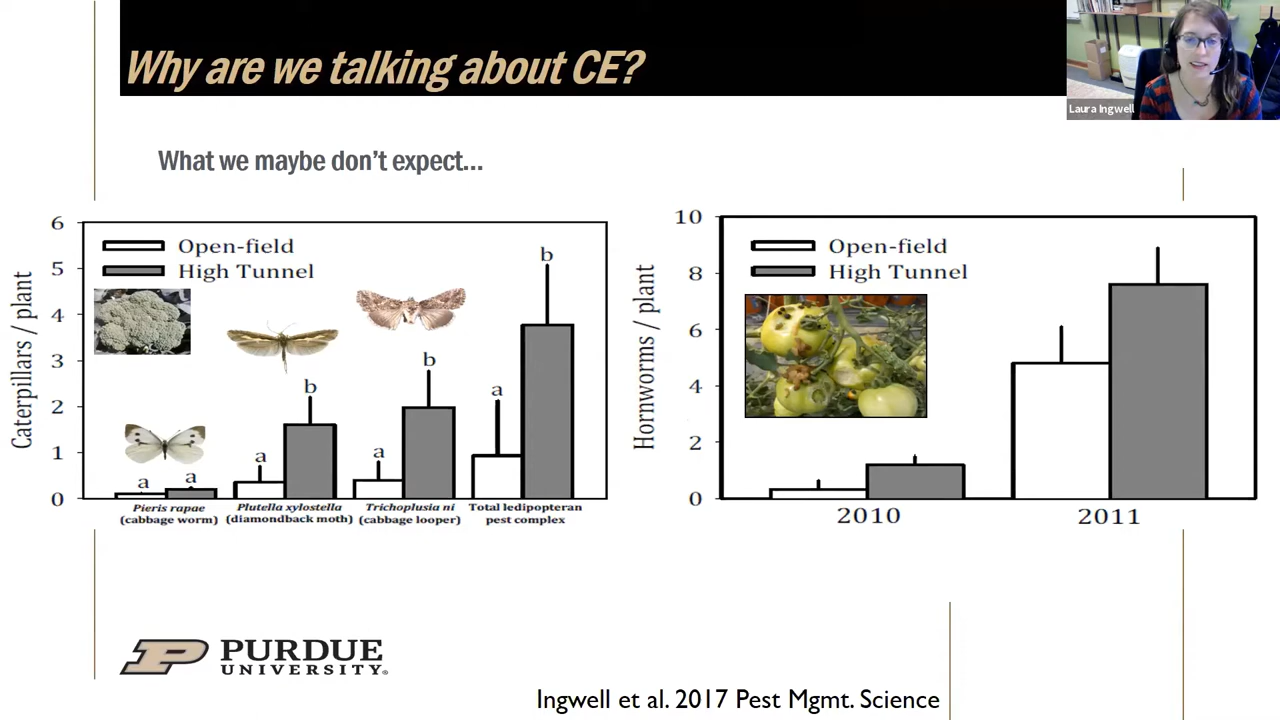 Why are we talking about CE?
Laura Ingwell
What we maybe don't expect...
6
5
4
3
2
1
0
Caterpillars / plant
Open-field
High Tunnel
a
a
a
b
a
b
a
b
Pieris rapae
(cabbage worm)
Plutella xylostella
(diamondback moth)
Trichoplusia ni
(cabbage looper)
Total ledipopteran
pest complex
10
8
6
4
2
0
Hornworms / plant
Open-field
High Tunnel
2010
2011
P
PURDUE
UNIVERSITY®
Ingwell et al. 2017 Pest Mgmt. Science